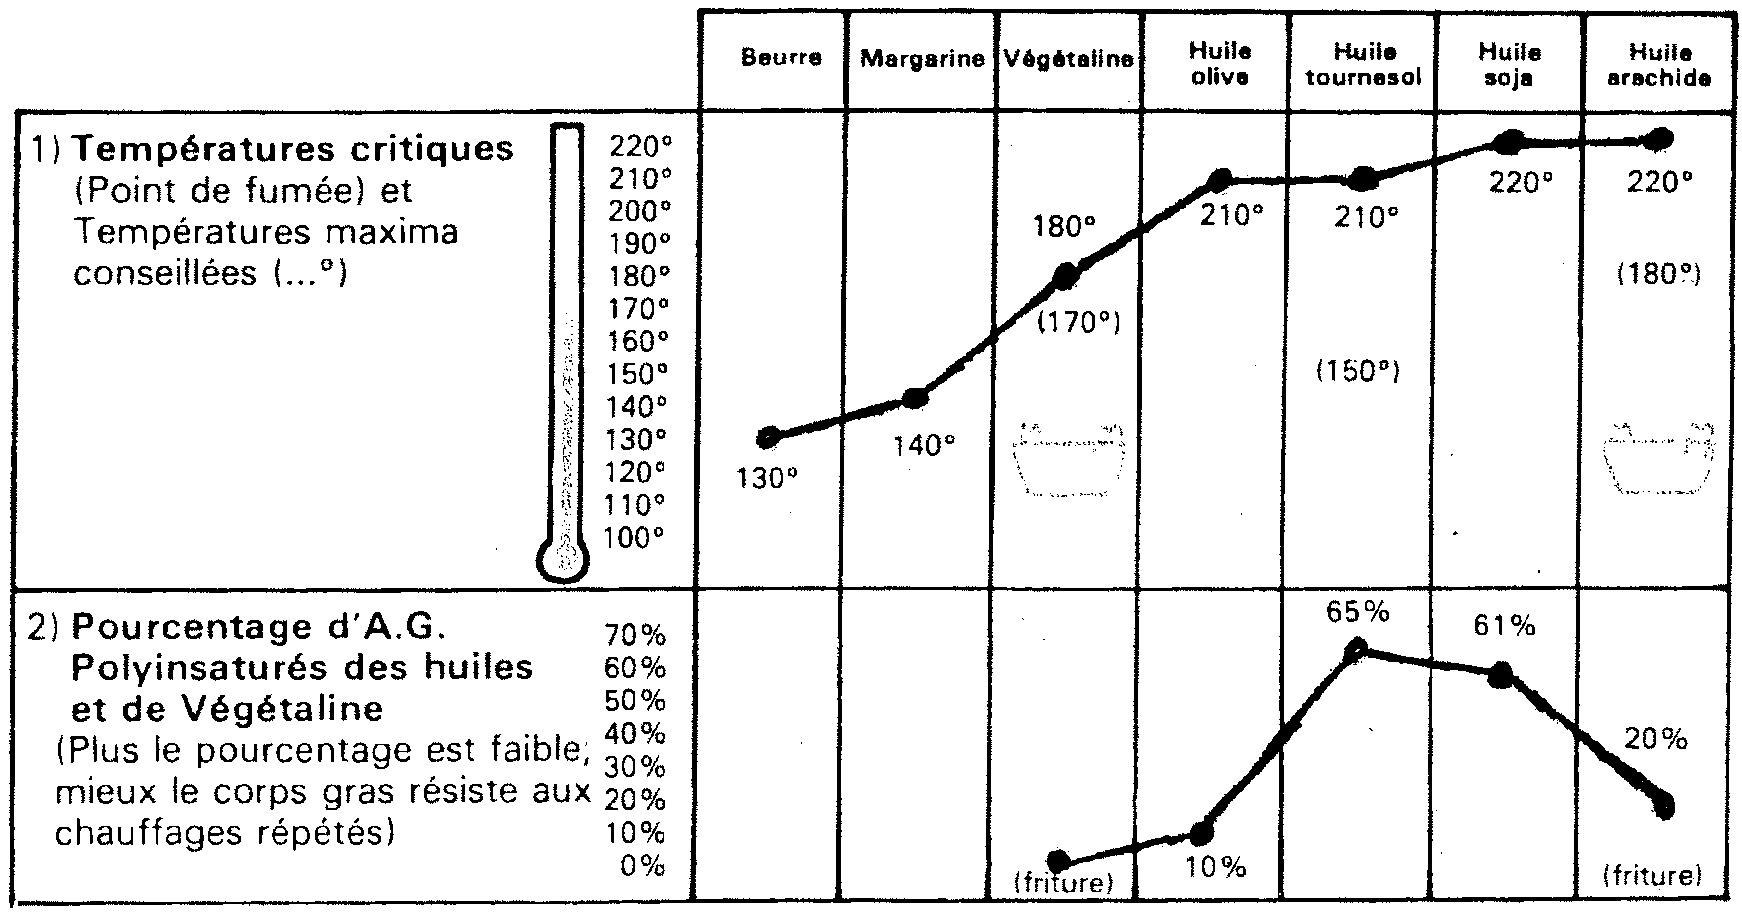 Beurre
Margarine
Végétaline
Huile
olive
Huile
tournesol
Huile
soja
Huile
arachide
1) Températures critiques
(Point de fumée) et
Températures maxima
conseillées (...°)
220°
210°
200°
190°
180°
170°
160°
150°
140°
130°
120°
110°
100°
130°
140°
180°
(170°)
210°
210°
(150°)
220°
220°
(180°)
2) Pourcentage d'A.G.
Polyinsaturés des huiles
et de Végétaline
(Plus le pourcentage est faible,
mieux le corps gras résiste aux
chauffages répétés)
70%
60%
50%
40%
30%
20%
10%
0%
(friture)
10%
65%
61%
20%
(friture)